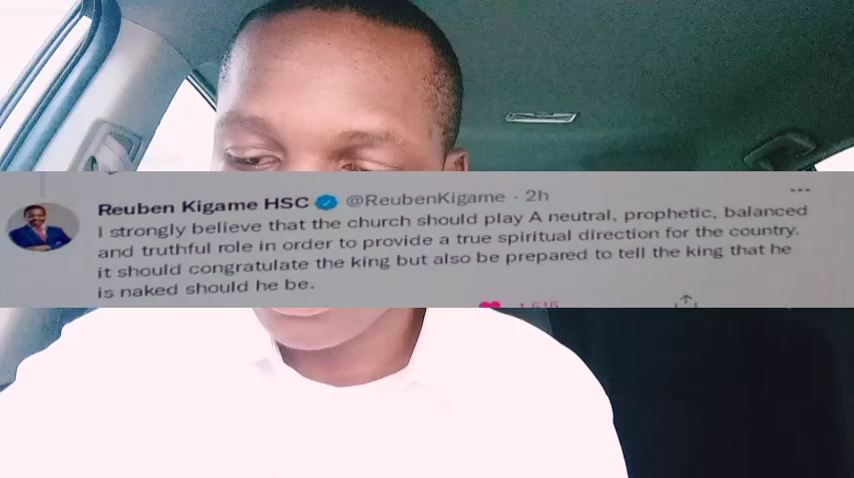 Reuben Kigame HSC @ReubenKigame · 2h
I strongly believe that the church should play A neutral, prophetic, balanced
and truthful role in order to provide a true spiritual direction for the country.
it should congratulate the king but also be prepared to tell the king that he
is naked should he be.